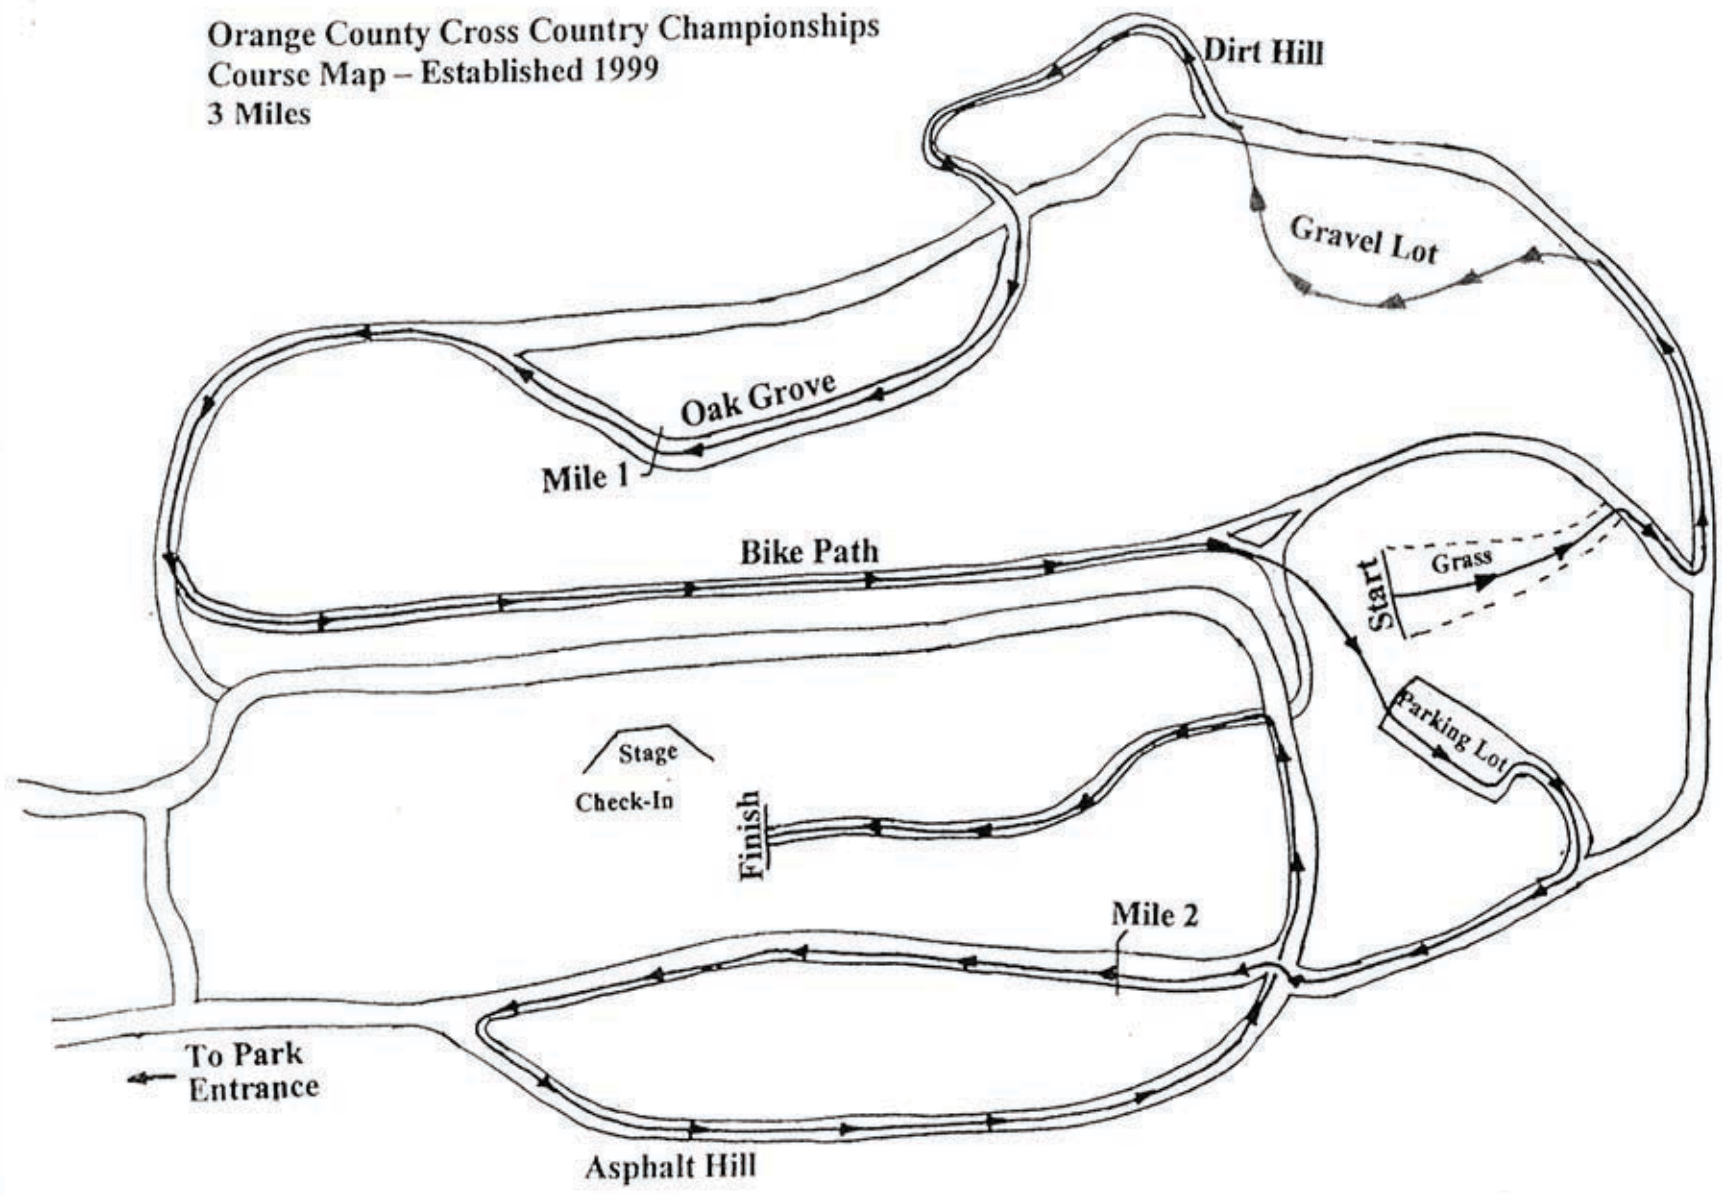 Orange County Cross Country Championships
Course Map – Established 1999
3 Miles
Dirt Hill
Gravel Lot
Oak Grove
Mile 1
Bike Path
Grass
Start
Parking Lot
Stage
Check-In
Finish
Mile 2
To Park
Entrance
Asphalt Hill